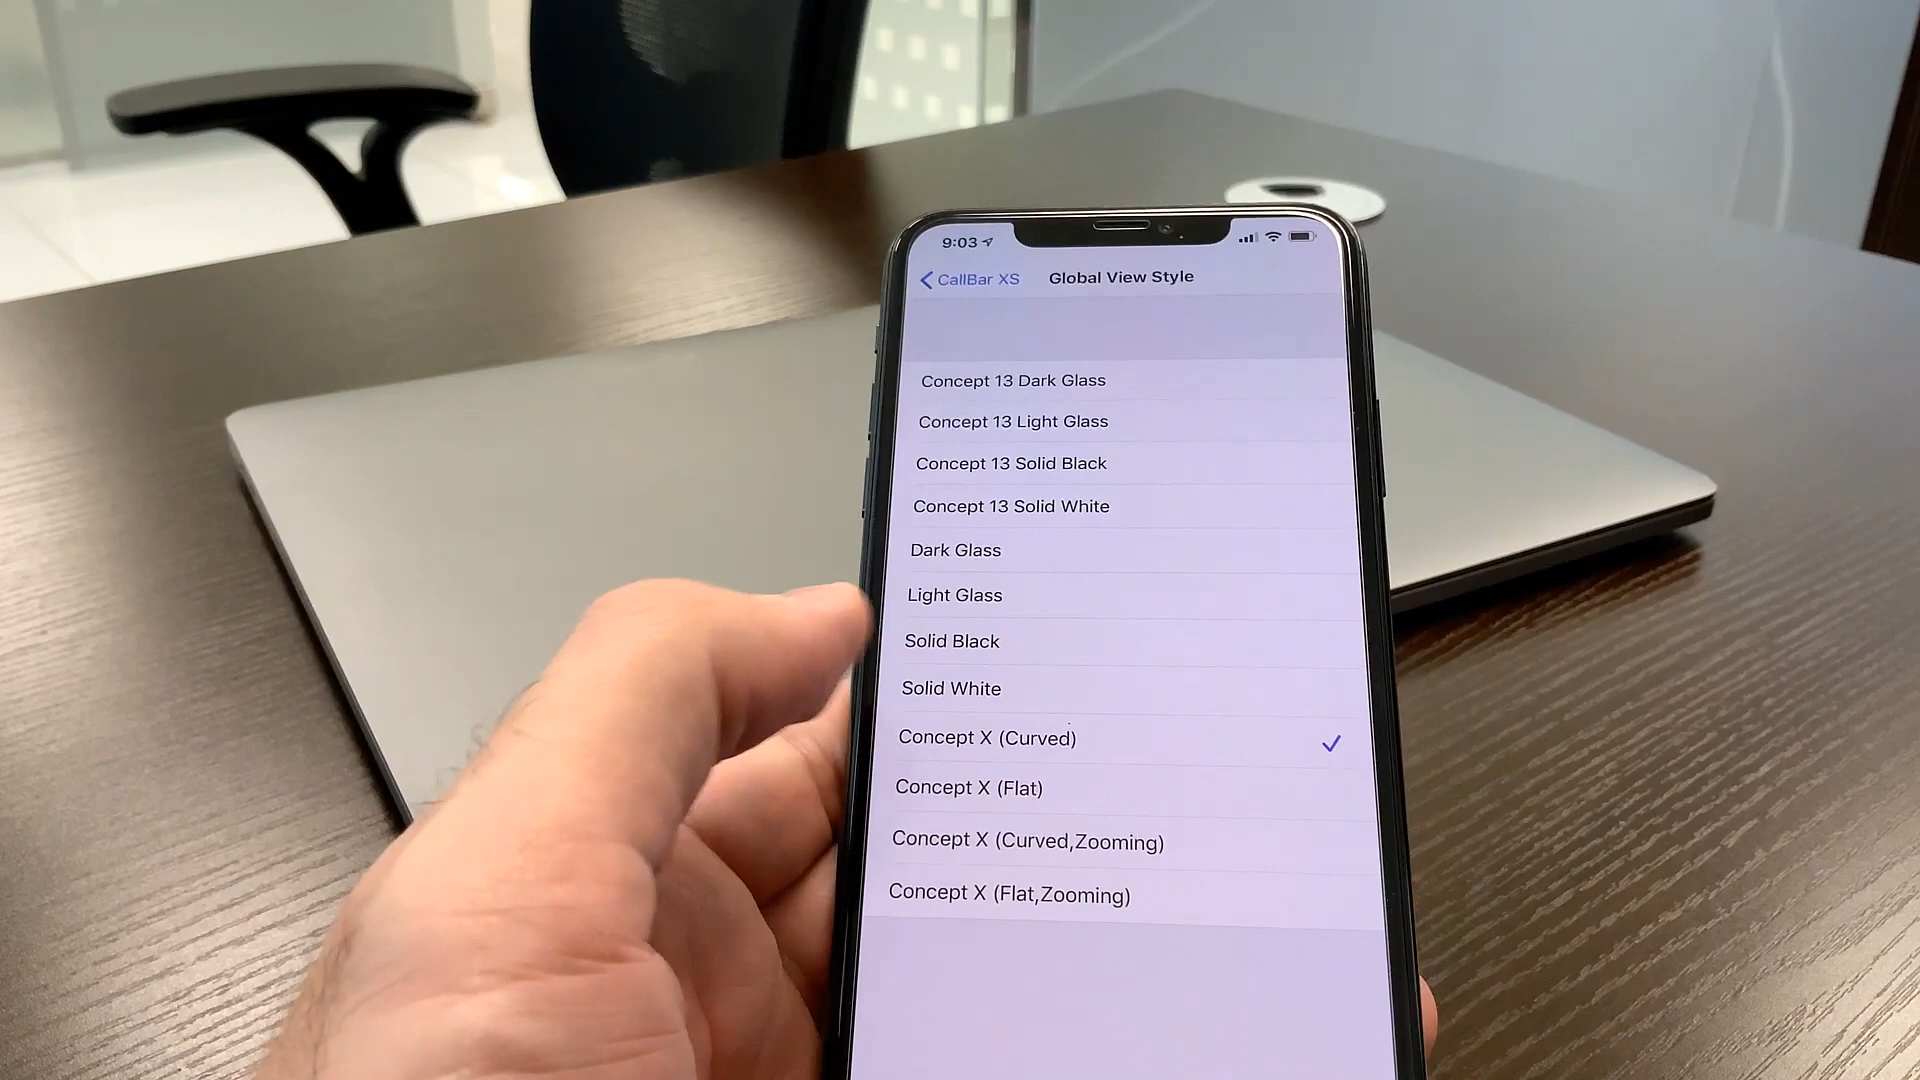 9:03
CallBar XS Global View Style
Concept 13 Dark Glass
Concept 13 Light Glass
Concept 13 Solid Black
Concept 13 Solid White
Dark Glass
Light Glass
Solid Black
Solid White
Concept X (Curved)
Concept X (Flat)
Concept X (Curved,Zooming)
Concept X (Flat,Zooming)